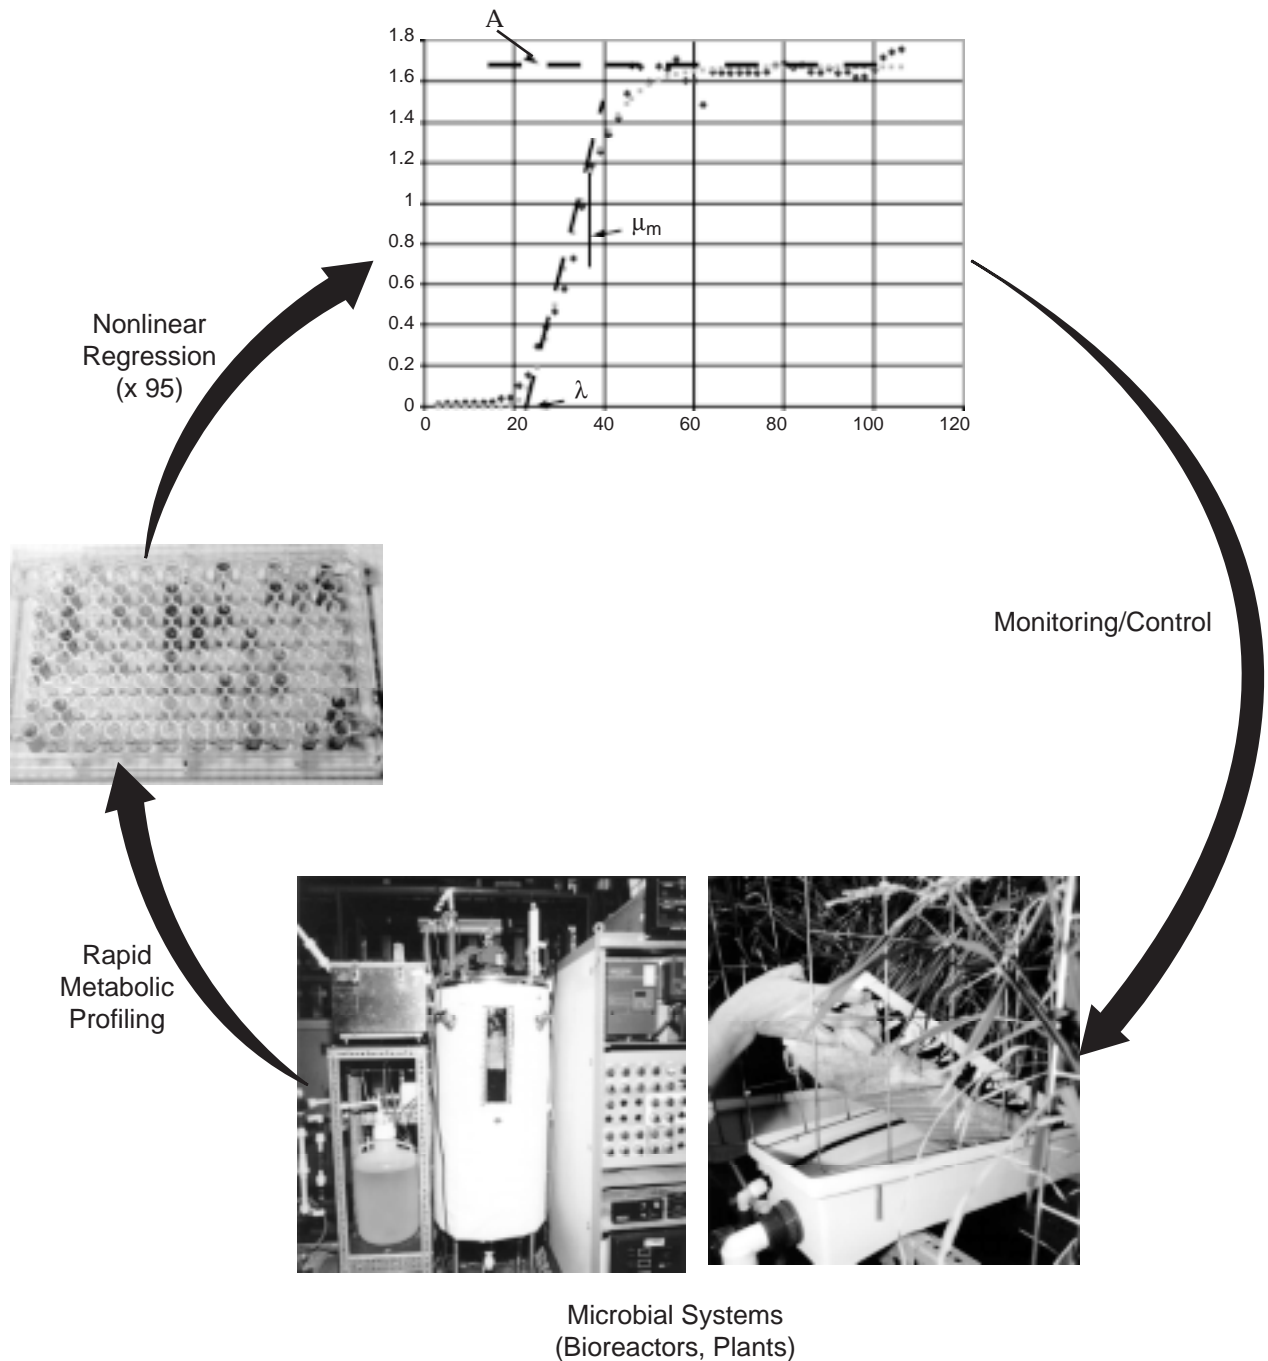 A
1.8
1.6
1.4
1.2
1
0.8
0.6
0.4
0.2
0
μm
λ
0 20 40 60 80 100 120
Nonlinear
Regression
(x 95)
Monitoring/Control
Rapid
Metabolic
Profiling
Microbial Systems
(Bioreactors, Plants)